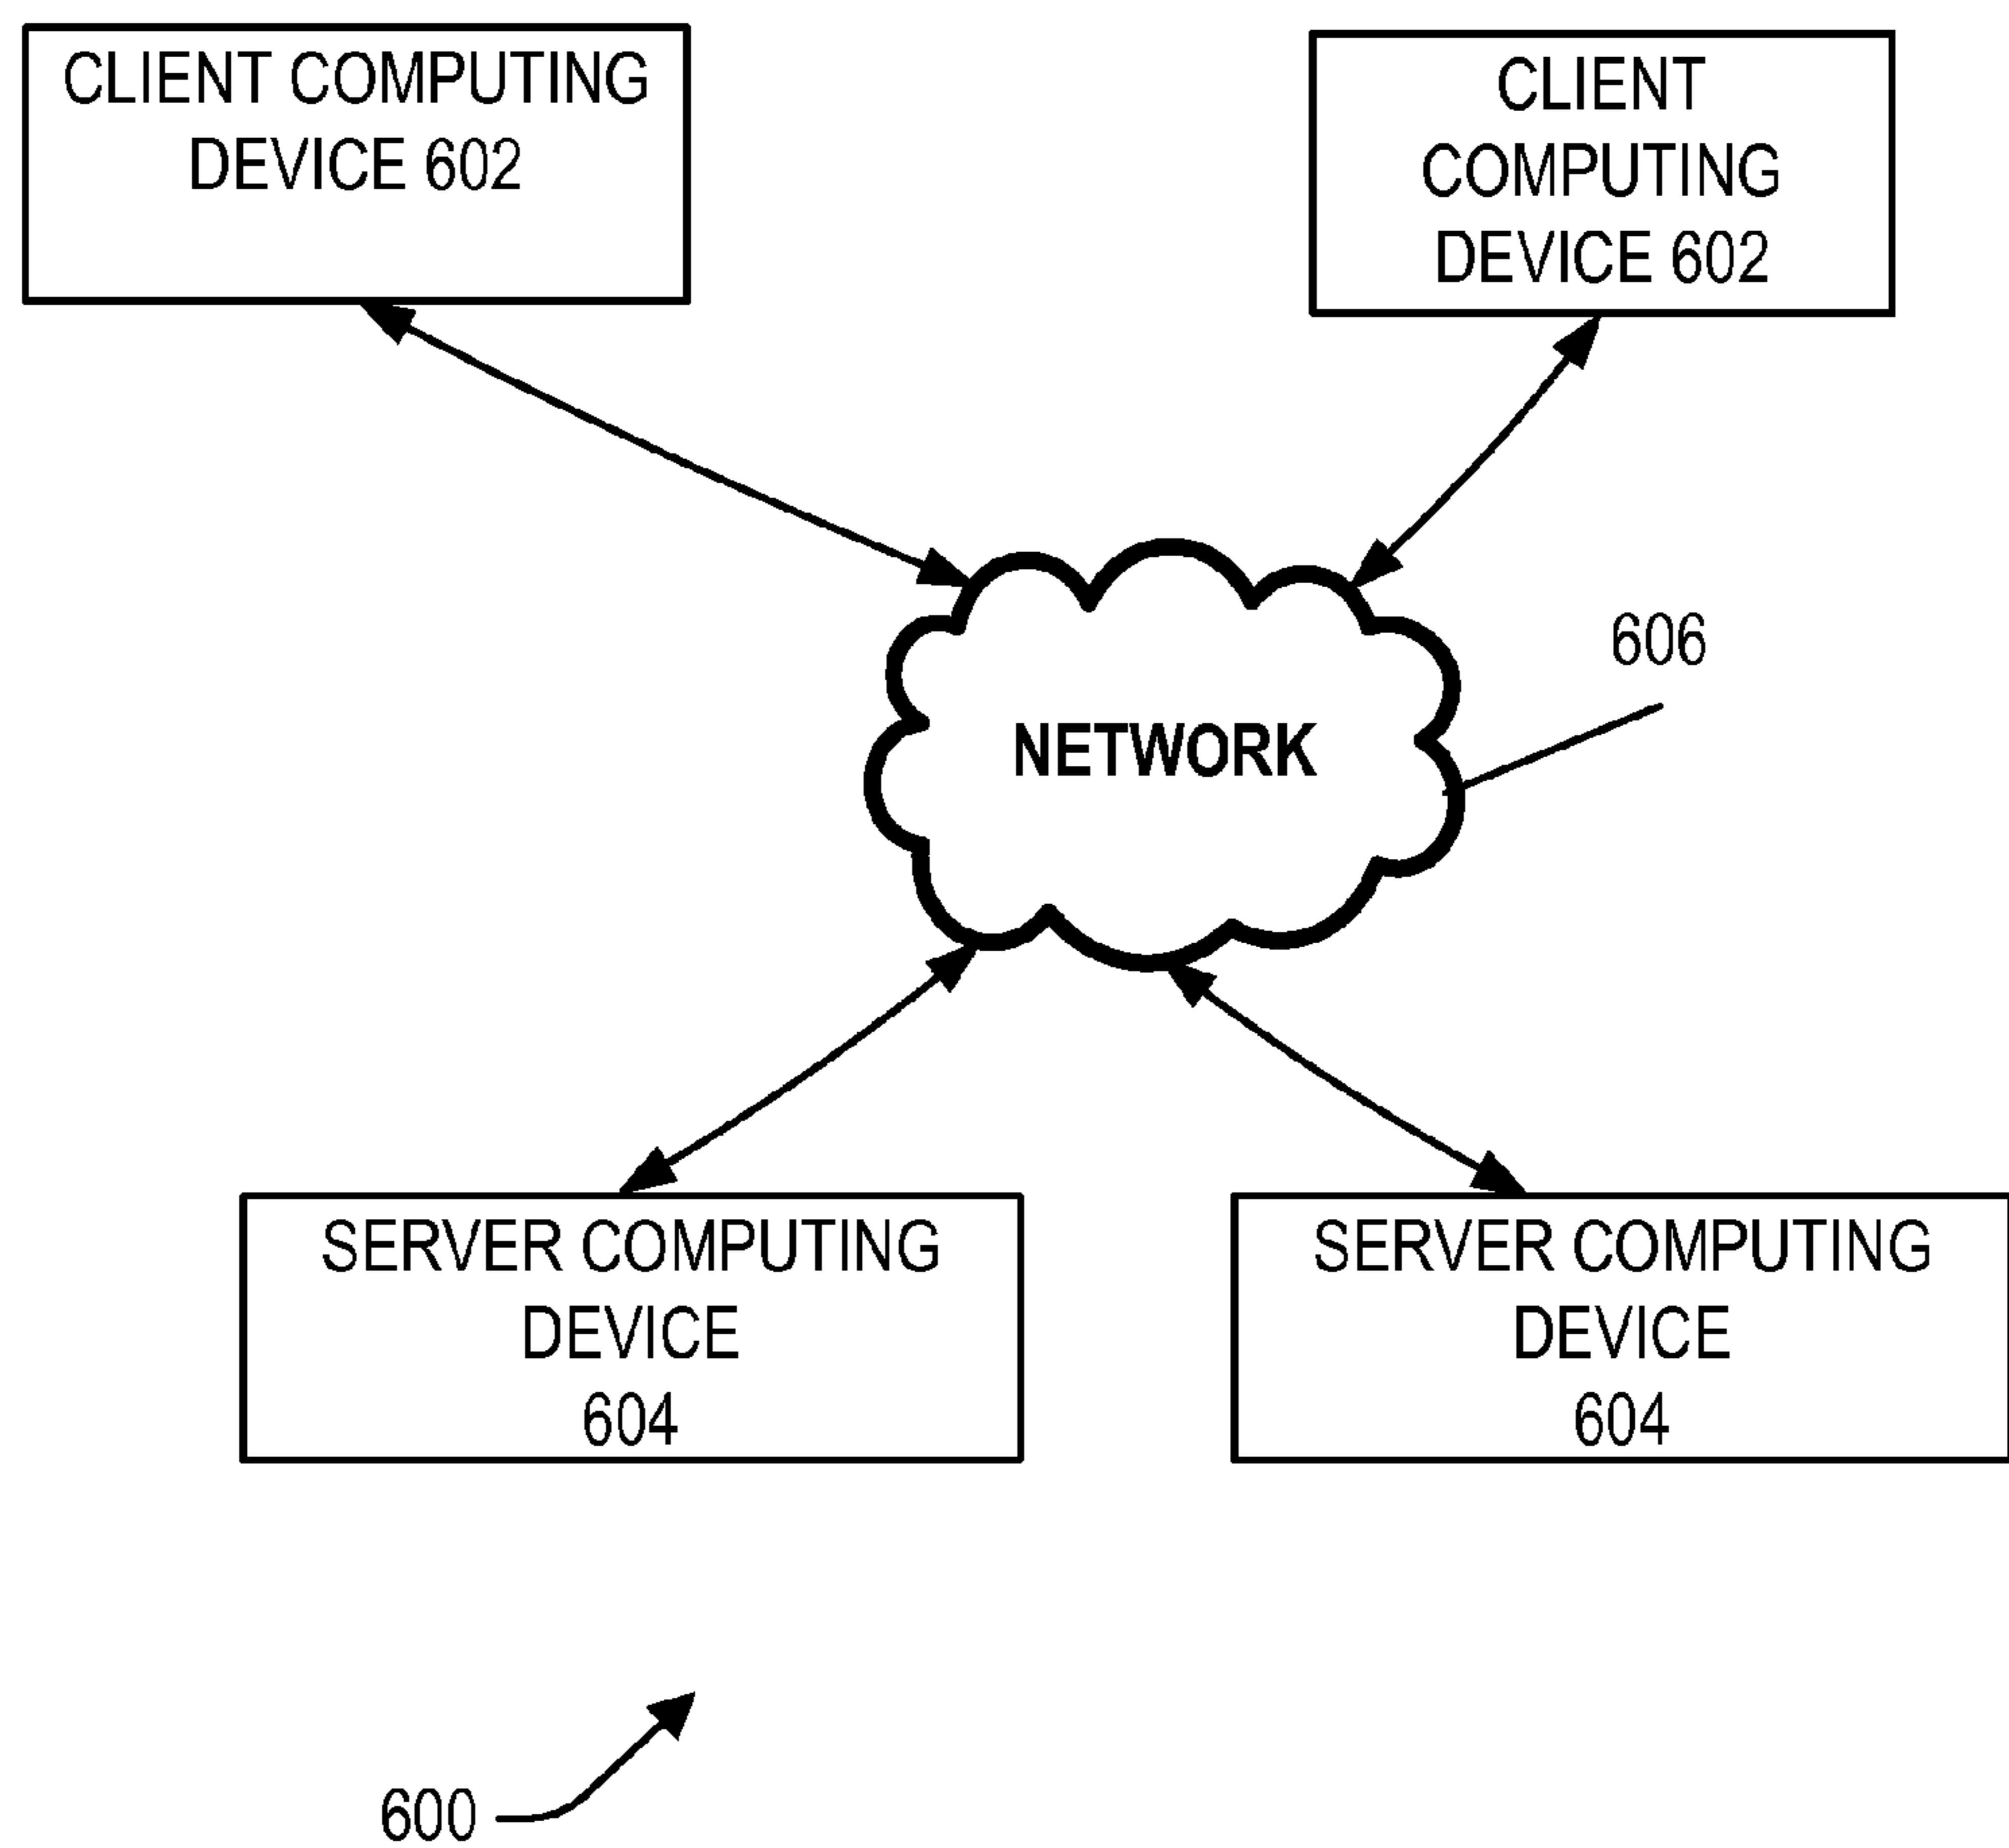 CLIENT COMPUTING
DEVICE 602
CLIENT
COMPUTING
DEVICE 602
606
NETWORK
SERVER COMPUTING
DEVICE
604
SERVER COMPUTING
DEVICE
604
600